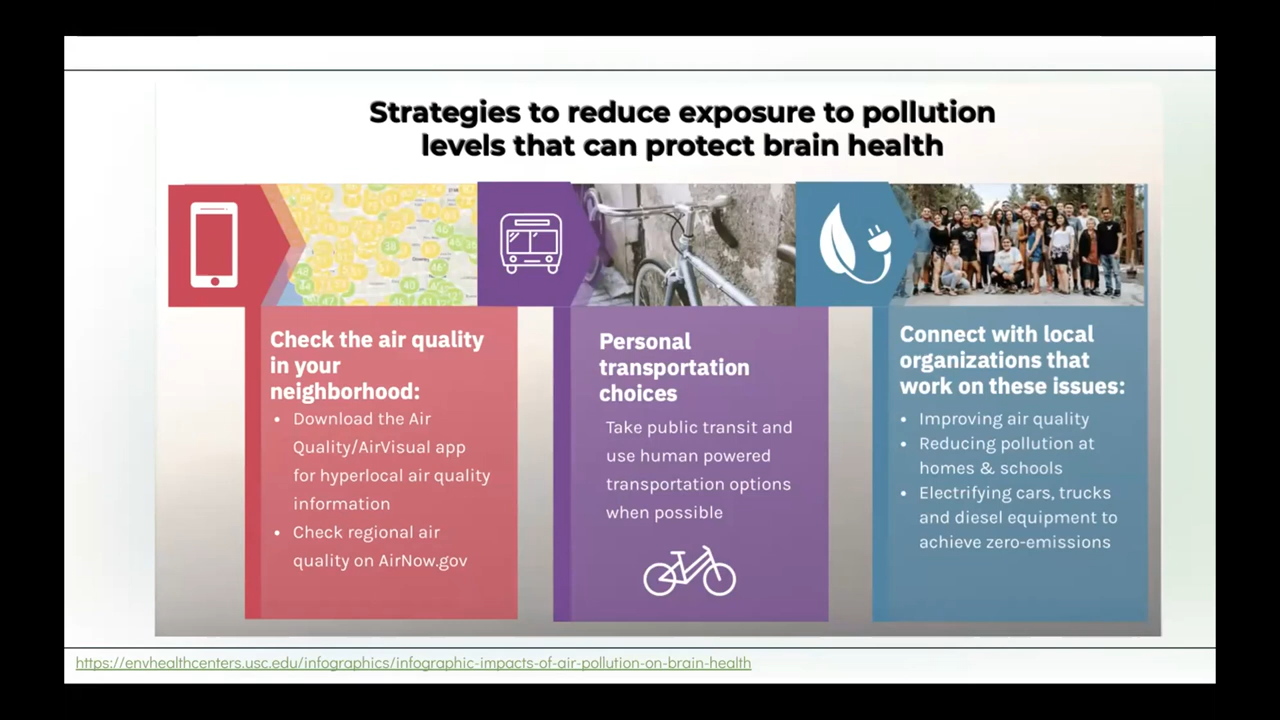 Strategies to reduce exposure to pollution
levels that can protect brain health
Check the air quality
in your
neighborhood:
• Download the Air
Quality/AirVisual app
for hyperlocal air quality
information
• Check regional air
quality on AirNow.gov
Personal
transportation
choices
Take public transit and
use human powered
transportation options
when possible
Connect with local
organizations that
work on these issues:
• Improving air quality
• Reducing pollution at
homes & schools
• Electrifying cars, trucks
and diesel equipment to
achieve zero-emissions
https://envhealthcenters.usc.edu/infographics/infographic-impacts-of-air-pollution-on-brain-health